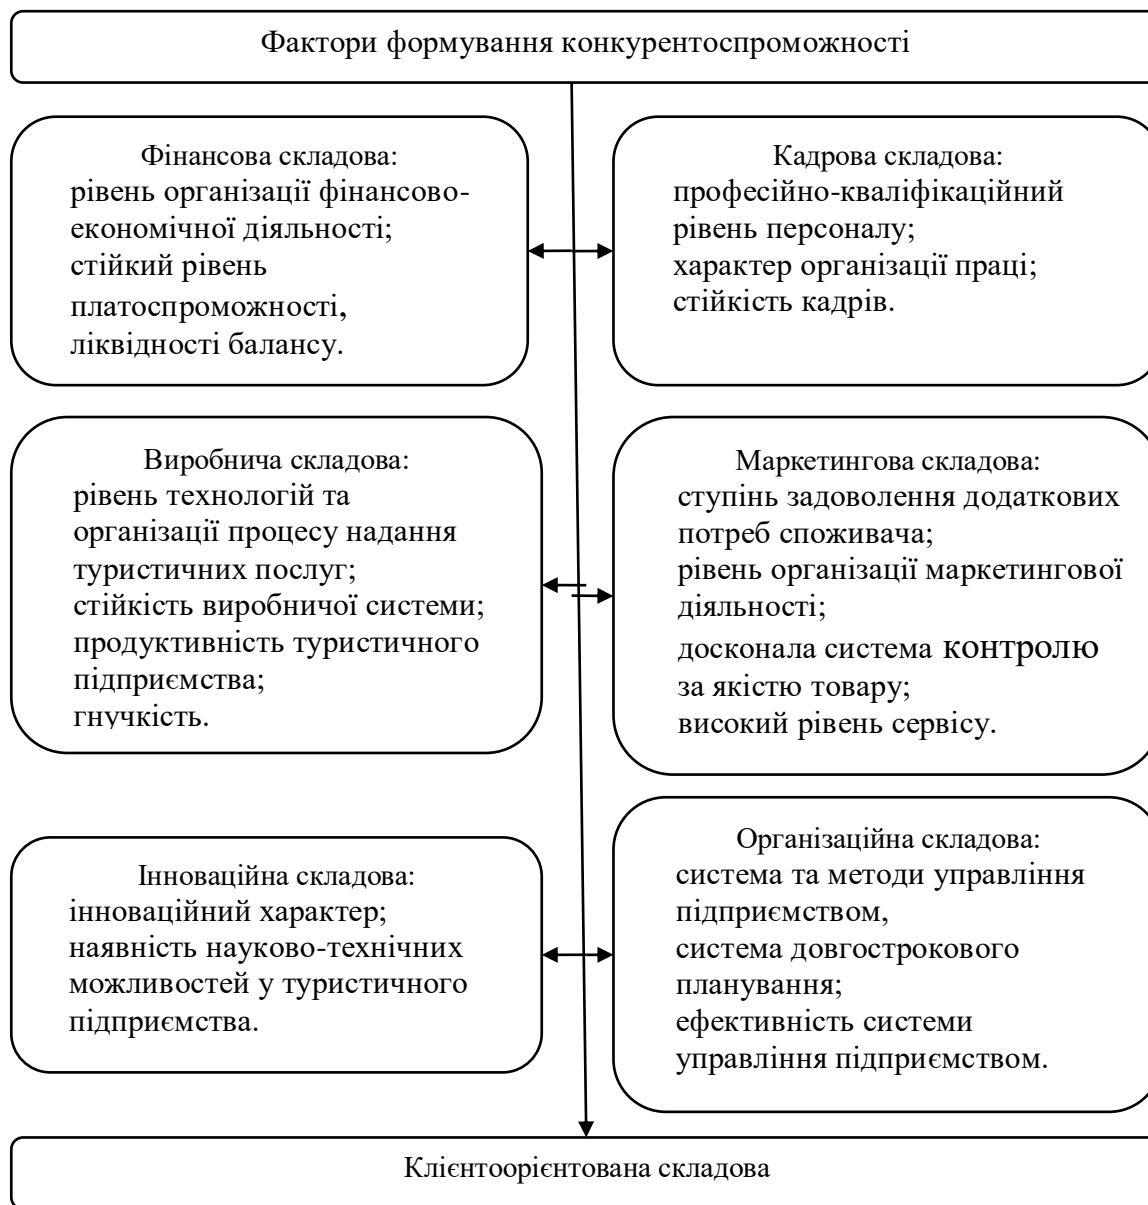 Фактори формування конкурентоспроможності
Фінансова складова:
рівень організації фінансово-
економічної діяльності;
стійкий рівень
платоспроможності,
ліквідності балансу.
Кадрова складова:
професійно-кваліфікаційний
рівень персоналу;
характер організації праці;
стійкість кадрів.
Виробнича складова:
рівень технологій та
організації процесу надання
туристичних послуг;
стійкість виробничої системи;
продуктивність туристичного
підприємства;
гнучкість.
Маркетингова складова:
ступінь задоволення додаткових
потреб споживача;
рівень організації маркетингової
діяльності;
досконала система контролю
за якістю товару;
високий рівень сервісу.
Інноваційна складова:
інноваційний характер;
наявність науково-технічних
можливостей у туристичного
підприємства.
Організаційна складова:
система та методи управління
підприємством,
система довгострокового
планування;
ефективність системи
управління підприємством.
Клієнтоорієнтована складова